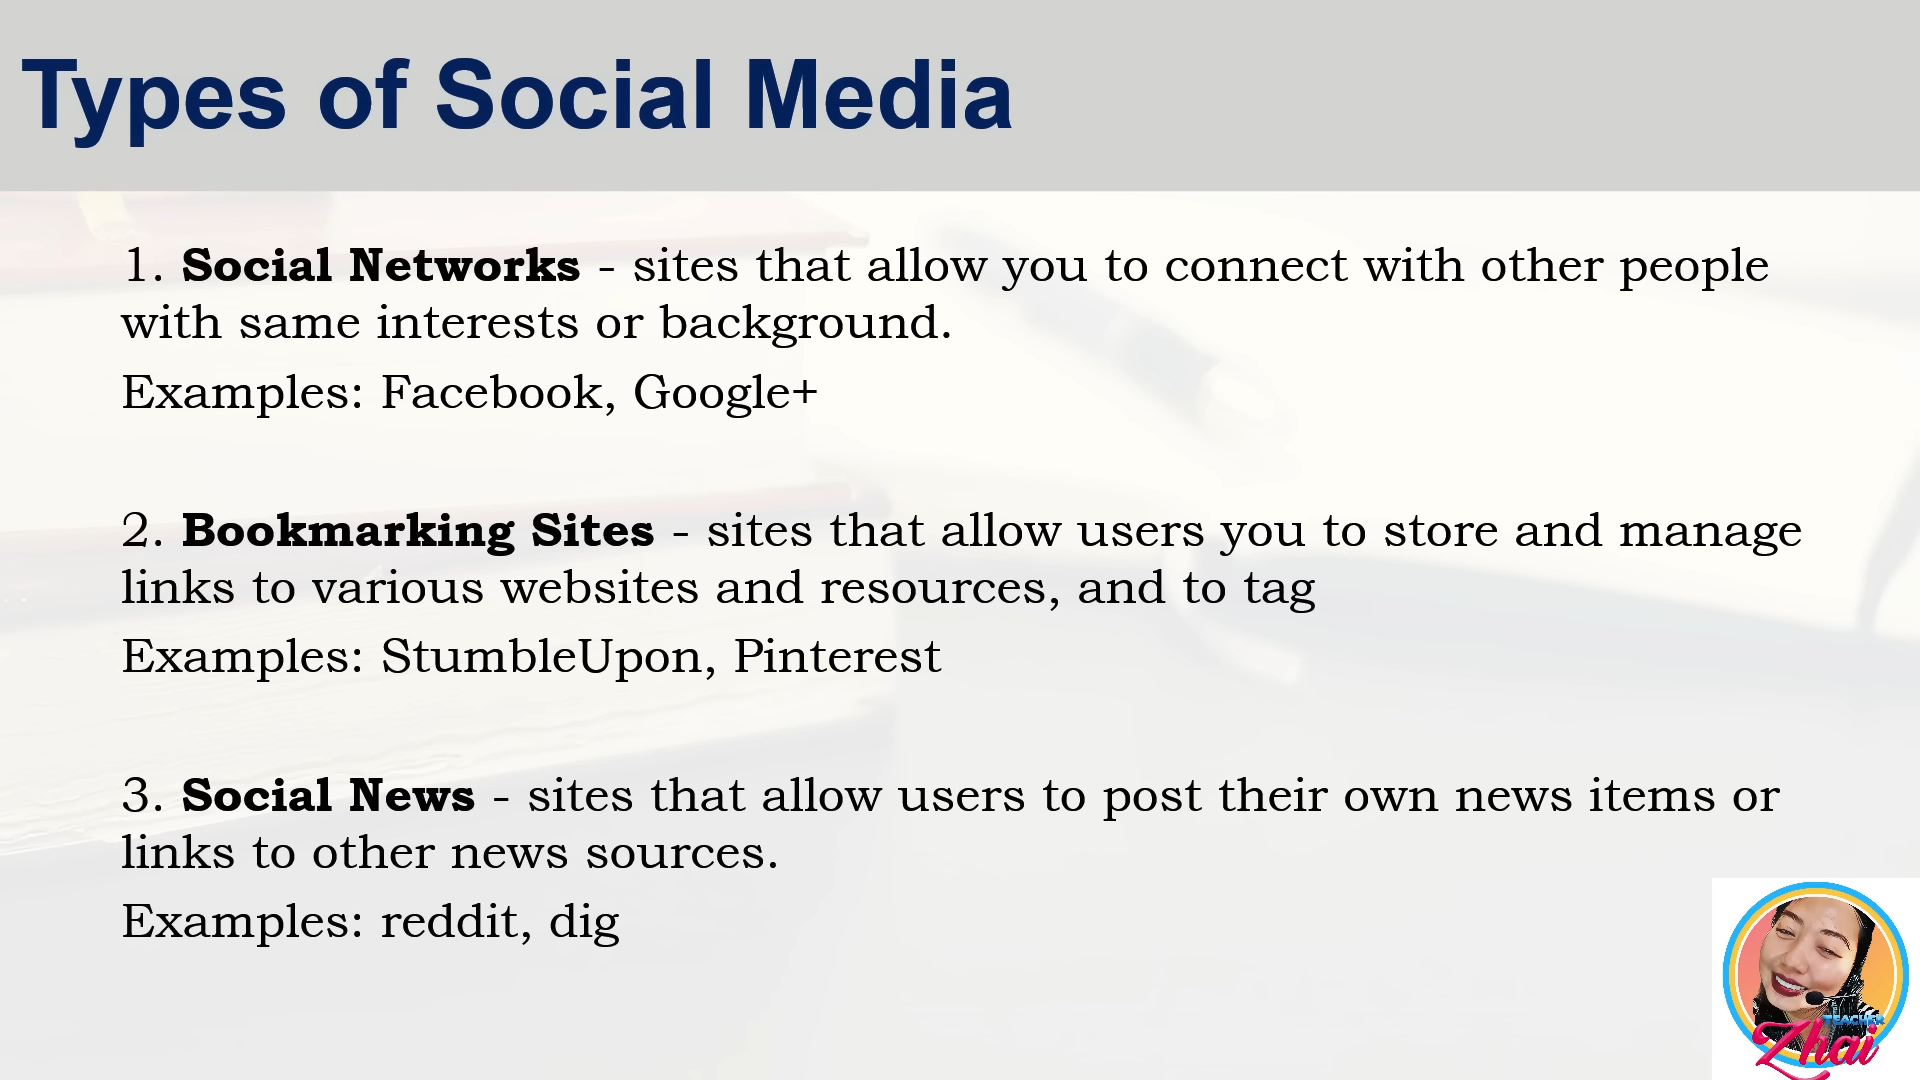 Types of Social Media
1. Social Networks - sites that allow you to connect with other people
with same interests or background.
Examples: Facebook, Google+
2. Bookmarking Sites - sites that allow users you to store and manage
links to various websites and resources, and to tag
Examples: StumbleUpon, Pinterest
3. Social News - sites that allow users to post their own news items or
links to other news sources.
Examples: reddit, dig
TEACHER
Zhai